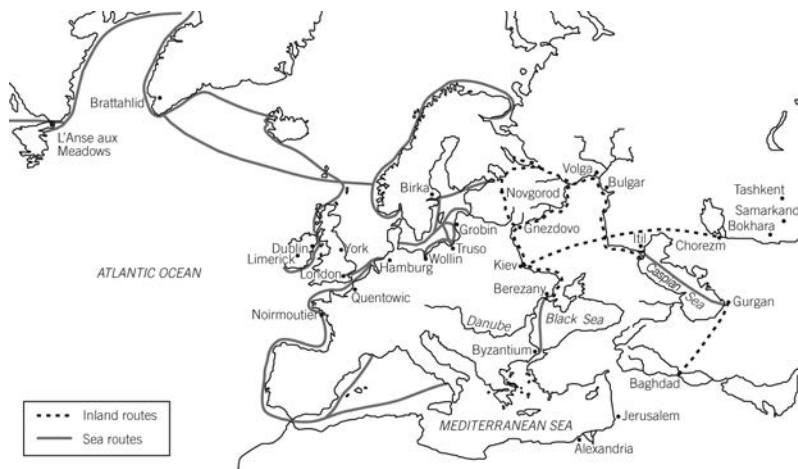 Brattahlid
L'Anse aux
Meadows
Birka
Novgorod
Volga
Bulgar
Tashkent
Samarkand
Bokhara
Grobin
Gnezdovo
Itil
Chorezm
Dublin
York
Limerick
Truso
Wollin
Hamburg
Kiev
London
ATLANTIC OCEAN
Caspian Sea
Quentowic
Berezany
Gurgan
Noirmoutier
Danube
Black Sea
Byzantium
Baghdad
Inland routes
Jerusalem
MEDITERRANEAN SEA
Sea routes
Alexandria